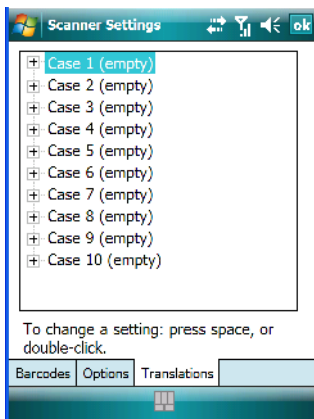 Scanner Settings ok
Case 1 (empty)
Case 2 (empty)
Case 3 (empty)
Case 4 (empty)
Case 5 (empty)
Case 6 (empty)
Case 7 (empty)
Case 8 (empty)
Case 9 (empty)
Case 10 (empty)
To change a setting: press space, or
double-click.
Barcodes Options Translations